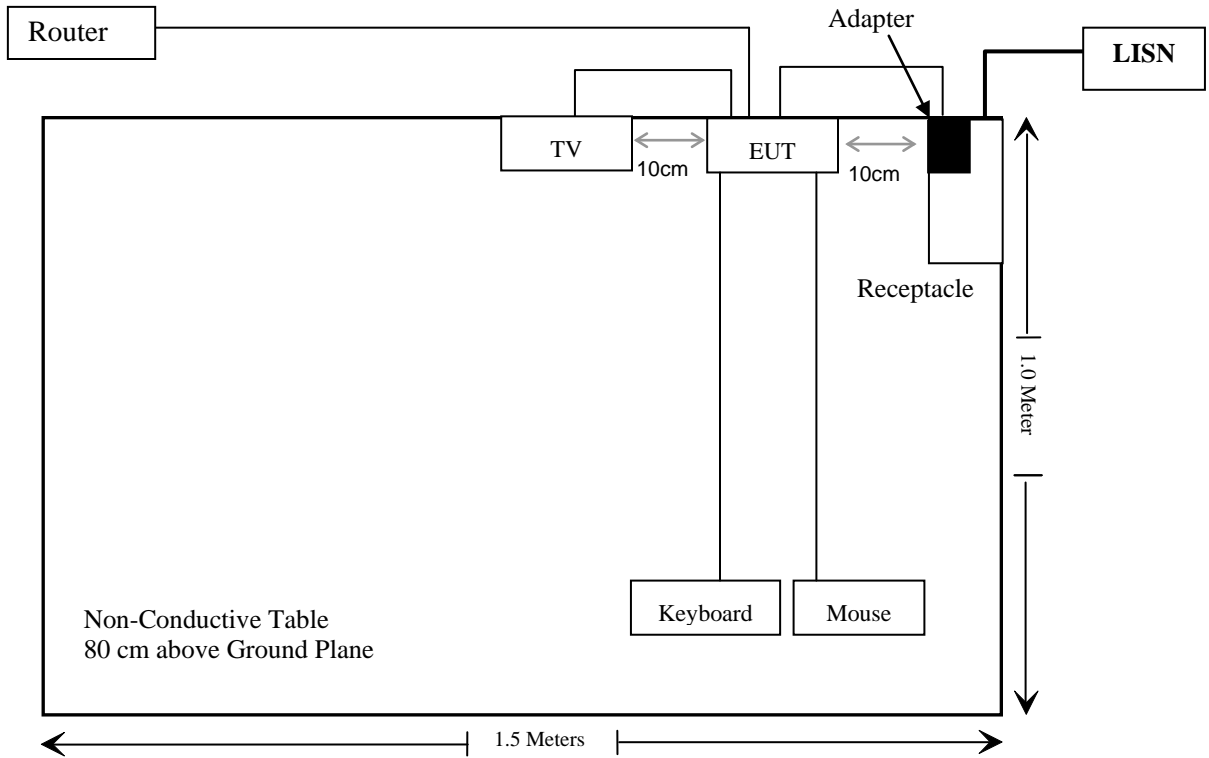 Adapter
Router
LISN
TV
EUT
10cm
10cm
Receptacle
1.0 Meter
Keyboard
Mouse
Non-Conductive Table
80 cm above Ground Plane
1.5 Meters